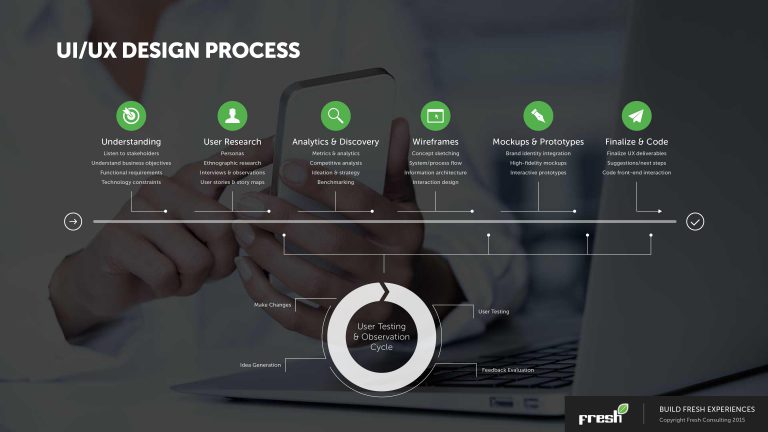 UI/UX DESIGN PROCESS
Understanding
Listen to stakeholders
Understand business objectives
Functional requirements
Technology constraints
User Research
Personas
Ethnographic research
Interviews & observations
User stories & story maps
Analytics & Discovery
Metrics & analytics
Competitive analysis
Ideation & strategy
Benchmarking
Wireframes
Concept sketching
System/process flow
Information architecture
Interaction design
Mockups & Prototypes
Brand identity integration
High-fidelity mockups
Interactive prototypes
Finalize & Code
Finalize UX deliverables
Suggestions/next steps
Code front-end interaction
Make Changes
User Testing
User Testing
& Observation
Cycle
Idea Generation
Feedback Evaluation
fresh
BUILD FRESH EXPERIENCES
Copyright Fresh Consulting 2015